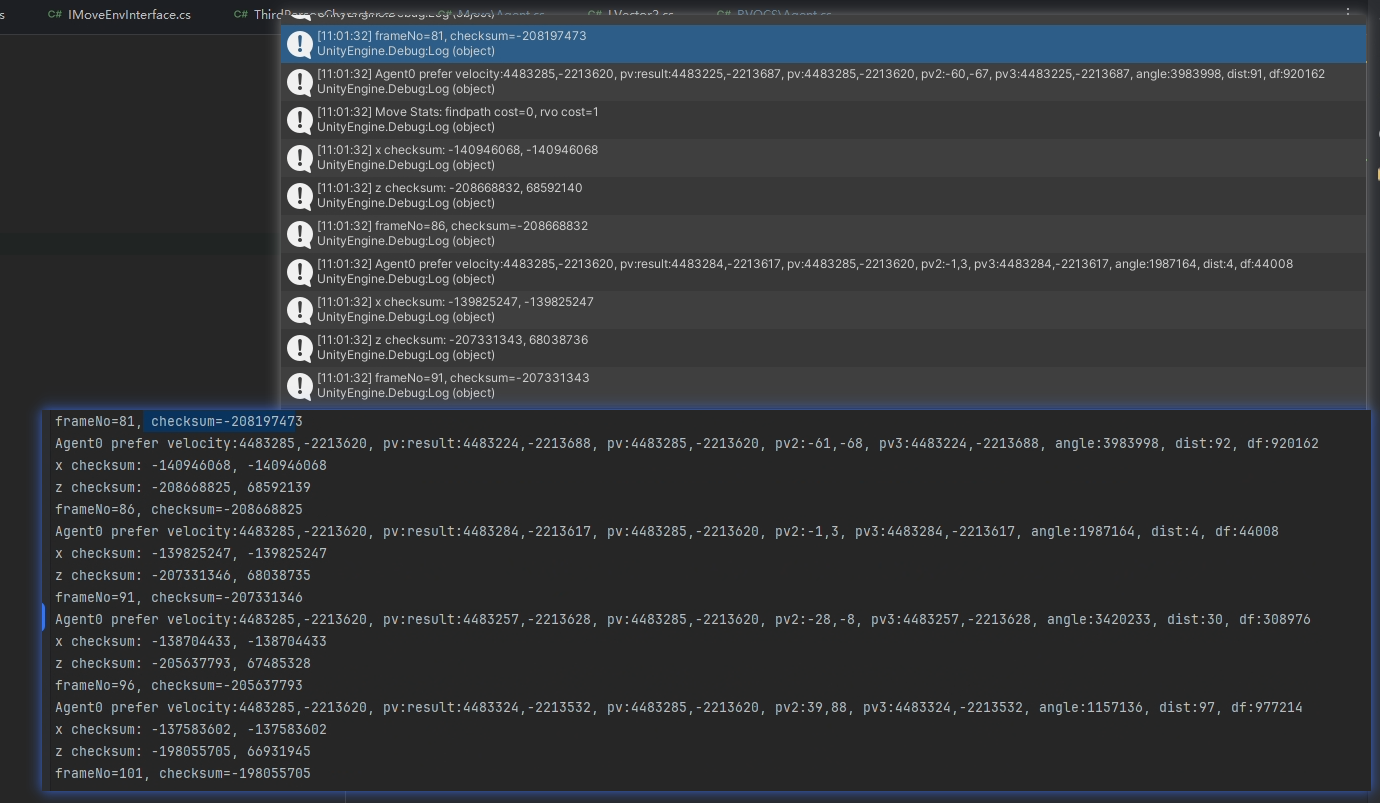 s C# IMoveEnvInterface.cs C#
[11:01:32] frameNo=81, checksum=-208197473
UnityEngine.Debug:Log (object)
[11:01:32] Agent0 prefer velocity:4483285,-2213620, pv:result:4483225,-2213687, pv:4483285,-2213620, pv2:-60,-67, pv3:4483225,-2213687, angle:3983998, dist:91, df:920162
UnityEngine.Debug:Log (object)
[11:01:32] Move Stats: findpath cost=0, rvo cost=1
UnityEngine.Debug:Log (object)
[11:01:32] x checksum: -140946068, -140946068
UnityEngine.Debug:Log (object)
[11:01:32] z checksum: -208668832, 68592140
UnityEngine.Debug:Log (object)
[11:01:32] frameNo=86, checksum=-208668832
UnityEngine.Debug:Log (object)
[11:01:32] Agent0 prefer velocity:4483285,-2213620, pv:result:4483284,-2213617, pv:4483285,-2213620, pv2:-1,3, pv3:4483284,-2213617, angle:1987164, dist:4, df:44008
UnityEngine.Debug:Log (object)
[11:01:32] x checksum: -139825247, -139825247
UnityEngine.Debug:Log (object)
[11:01:32] z checksum: -207331343, 68038736
UnityEngine.Debug:Log (object)
[11:01:32] frameNo=91, checksum=-207331343
UnityEngine.Debug:Log (object)
frameNo=81, checksum=-208197473
Agent0 prefer velocity:4483285,-2213620, pv:result:4483224,-2213688, pv:4483285,-2213620, pv2:-61,-68, pv3:4483224,-2213688, angle:3983998, dist:92, df:920162
x checksum: -140946068, -140946068
z checksum: -208668825, 68592139
frameNo=86, checksum=-208668825
Agent0 prefer velocity:4483285,-2213620, pv:result:4483284,-2213617, pv:4483285,-2213620, pv2:-1,3, pv3:4483284,-2213617, angle:1987164, dist:4, df:44008
x checksum: -139825247, -139825247
z checksum: -207331346, 68038735
frameNo=91, checksum=-207331346
Agent0 prefer velocity:4483285,-2213620, pv:result:4483257,-2213628, pv:4483285,-2213620, pv2:-28,-8, pv3:4483257,-2213628, angle:3420233, dist:30, df:308976
x checksum: -138704433, -138704433
z checksum: -205637793, 67485328
frameNo=96, checksum=-205637793
Agent0 prefer velocity:4483285,-2213620, pv:result:4483324,-2213532, pv:4483285,-2213620, pv2:39,88, pv3:4483324,-2213532, angle:1157136, dist:97, df:977214
x checksum: -137583602, -137583602
z checksum: -198055705, 66931945
frameNo=101, checksum=-198055705